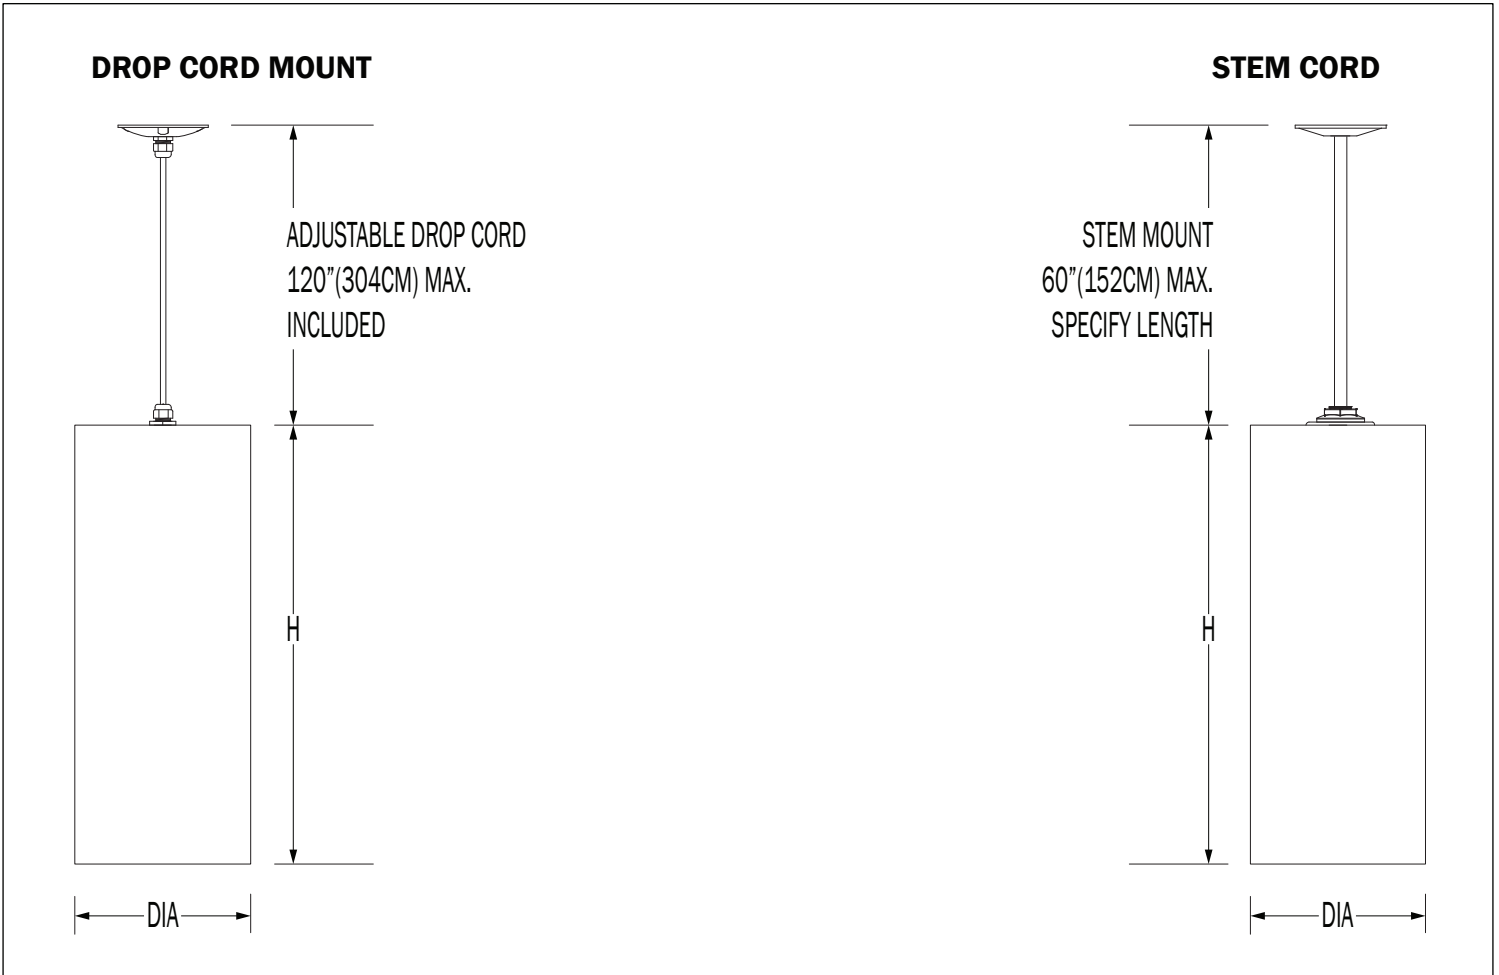 DROP CORD MOUNT
ADJUSTABLE DROP CORD
120”(304CM) MAX.
INCLUDED
H
DIA
STEM CORD
STEM MOUNT
60”(152CM) MAX.
SPECIFY LENGTH
H
DIA